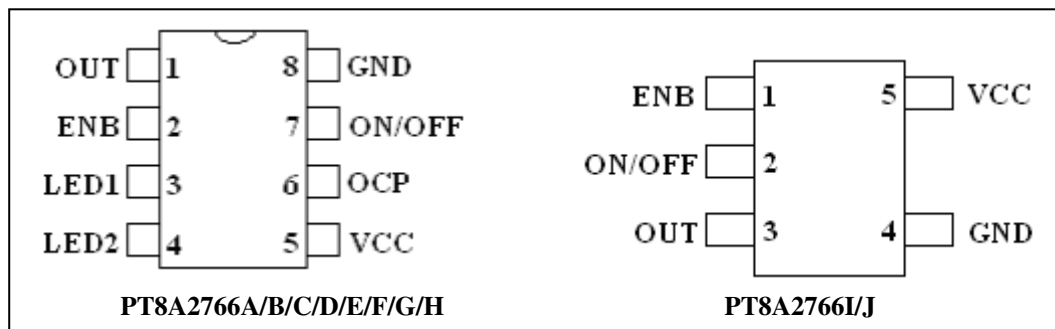 OUT 1 8 GND
ENB 2 7 ON/OFF
LED1 3 6 OCP
LED2 4 5 VCC
PT8A2766A/B/C/D/E/F/G/H
ENB 1 5 VCC
ON/OFF 2
OUT 3 4 GND
PT8A2766I/J